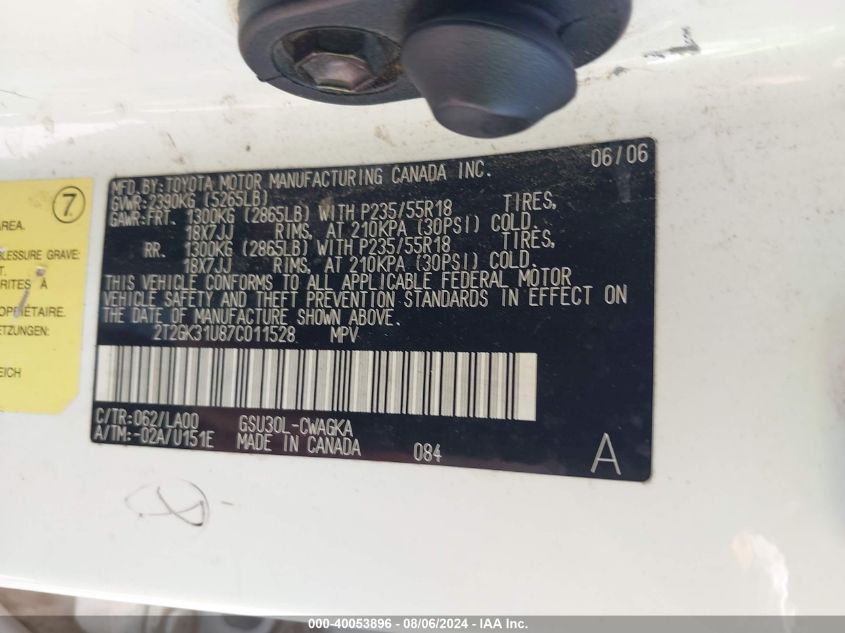 MFD. BY: TOYOTA MOTOR MANUFACTURING CANADA INC. 06/06
GVWR: 2390KG (5265LB)
GAWR: FRT. 1300KG (2865LB) WITH P235/55R18 TIRES,
18X7JJ RIMS, AT 210KPA (30PSI) COLD.
RR. 1300KG (2865LB) WITH P235/55R18 TIRES,
18X7JJ RIMS, AT 210KPA (30PSI) COLD.
THIS VEHICLE CONFORMS TO ALL APPLICABLE FEDERAL MOTOR
VEHICLE SAFETY AND THEFT PREVENTION STANDARDS IN EFFECT ON
THE DATE OF MANUFACTURE SHOWN ABOVE.
2T2GK31U87C011528 MPV
C/TR: 062/LA00 GSU30L-CWAGKA
A/TM: -02A/U151E MADE IN CANADA 084 A
7
AREA.
BLESSURE GRAVE:
T.
RITES À
OPRIÉTAIRE.
ETZUNGEN:
EICH
000-40053896 - 08/06/2024 - IAA Inc.